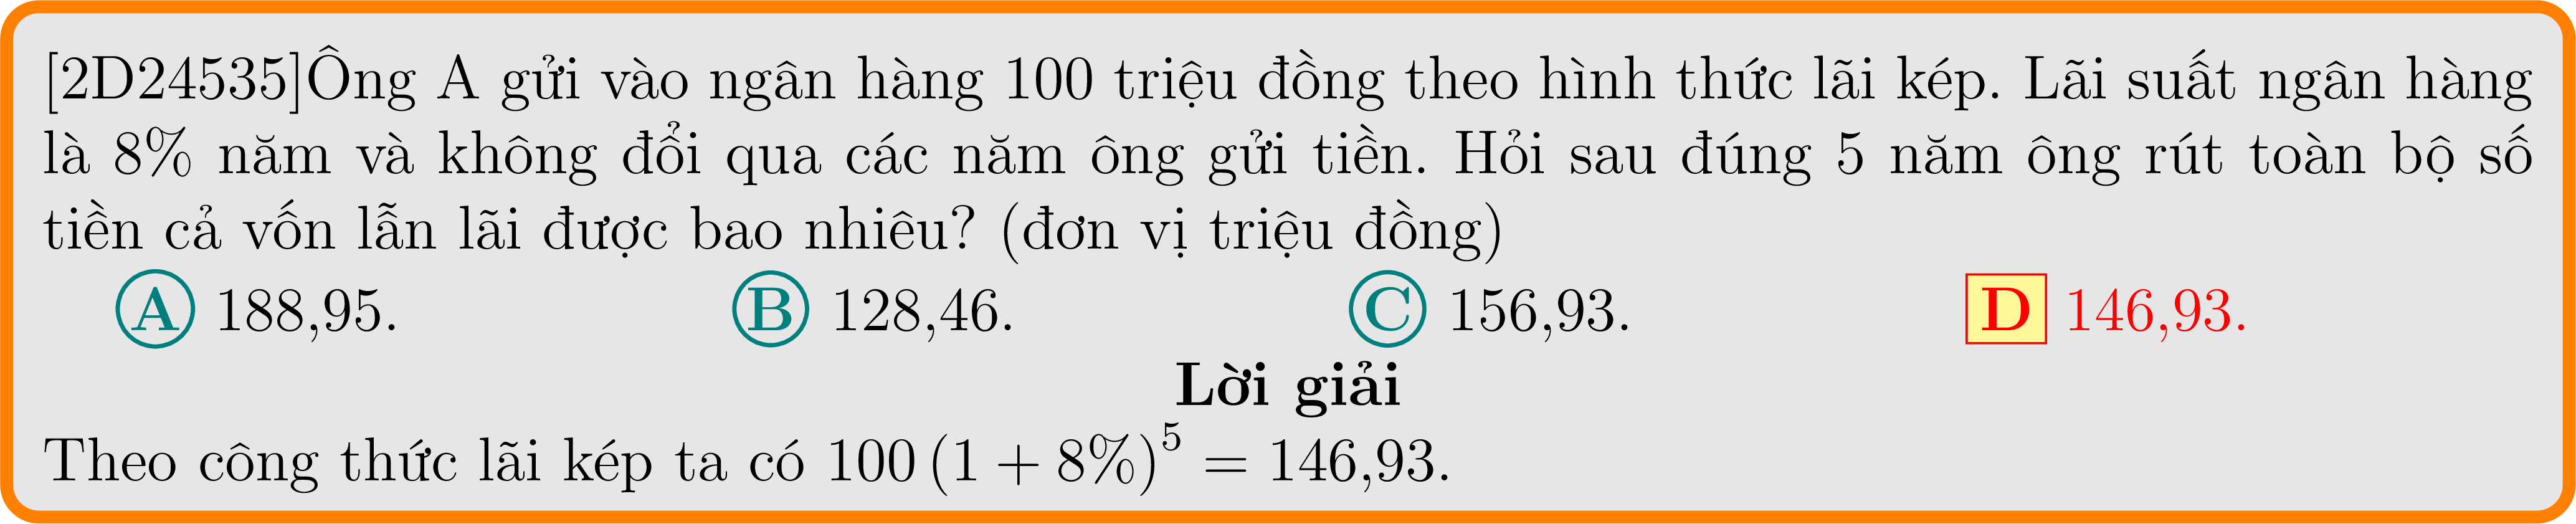 [2D24535]Ông A gửi vào ngân hàng 100 triệu đồng theo hình thức lãi kép. Lãi suất ngân hàng
là 8% năm và không đổi qua các năm ông gửi tiền. Hỏi sau đúng 5 năm ông rút toàn bộ số
tiền cả vốn lẫn lãi được bao nhiêu? (đơn vị triệu đồng)
A 188,95. B 128,46. C 156,93. D 146,93.
Lời giải
Theo công thức lãi kép ta có 100 (1 + 8%)⁵ = 146,93.